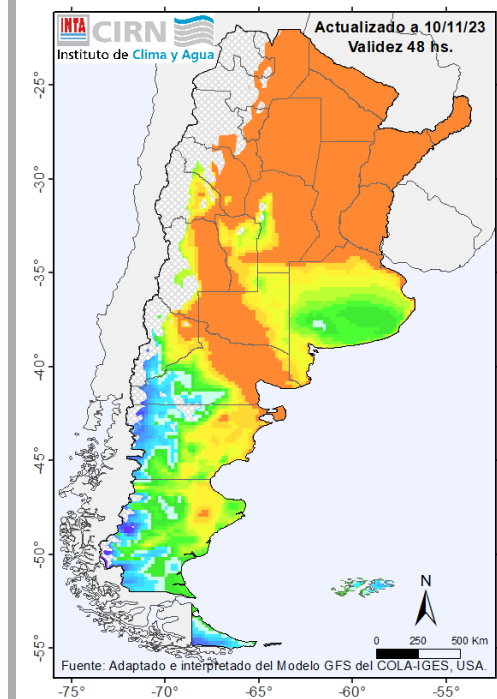 INTA CIRN
Instituto de Clima y Agua
Actualizado a 10/11/23
Validez 48 hs.
-25°
-30°
-35°
-40°
-45°
-50°
-55°
N
0 250 500 Km
Fuente: Adaptado e interpretado del Modelo GFS del COLA-IGES, USA.
-75° -70° -65° -60° -55°